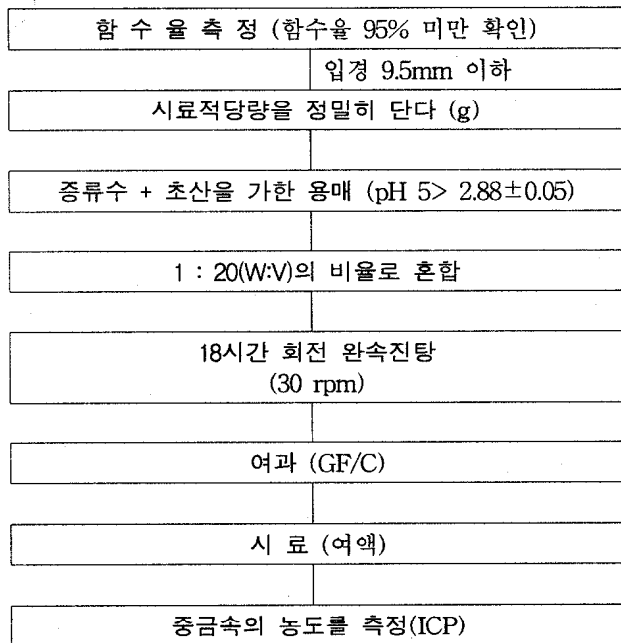 함 수 율 측 정 (함수율 95% 미만 확인)
입경 9.5mm 이하
시료적당량을 정밀히 단다 (g)
증류수 + 초산을 가한 용매 (pH 5> 2.88±0.05)
1 : 20(W:V)의 비율로 혼합
18시간 회전 완속진탕
(30 rpm)
여과 (GF/C)
시 료 (여액)
중금속의 농도를 측정(ICP)